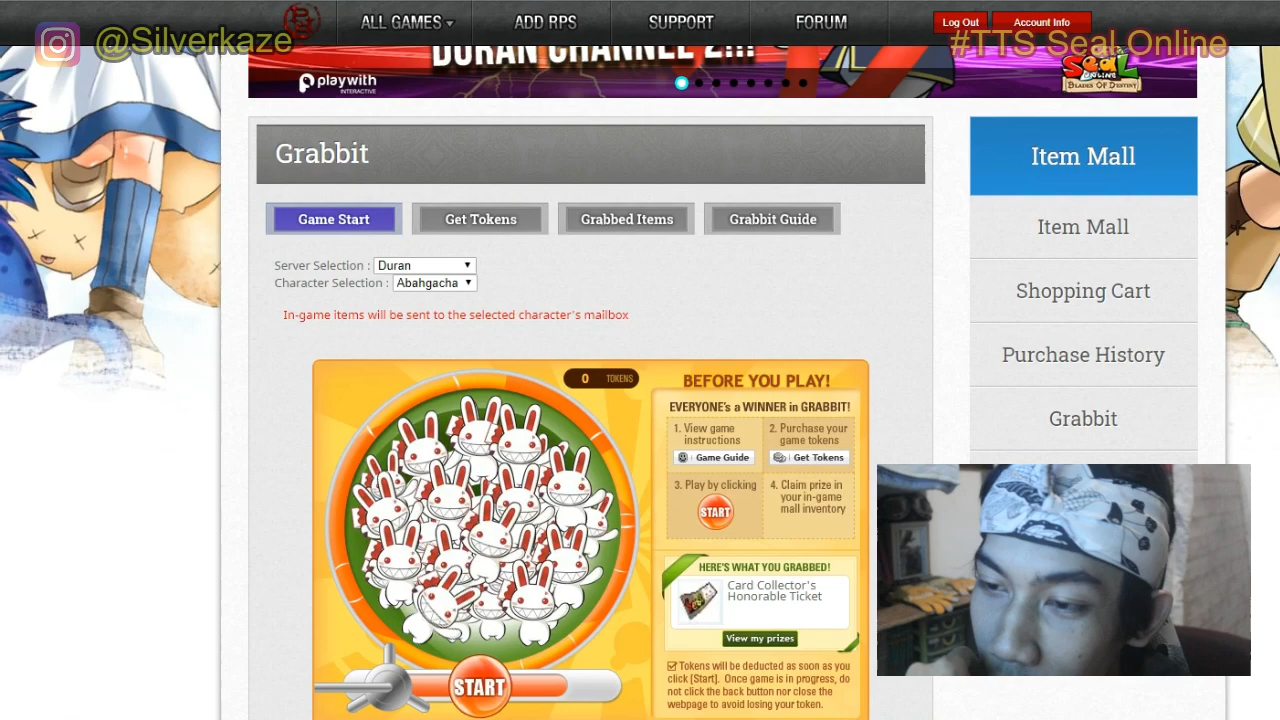 ALL GAMES
ADD RPS
SUPPORT
FORUM
Log Out
Account Info
@Silverkaze
#TTS Seal Online
DURAN CHANNEL 2!!!
playwith
INTERACTIVE
SEAL
ONLINE
BLADES OF DESTINY
Grabbit
Game Start
Get Tokens
Grabbed Items
Grabbit Guide
Server Selection : Duran
Character Selection : Abahgacha
In-game items will be sent to the selected character's mailbox
0 TOKENS
START
BEFORE YOU PLAY!
EVERYONE's a WINNER in GRABBIT!
1. View game
instructions
Game Guide
2. Purchase your
game tokens
Get Tokens
3. Play by clicking
START
4. Claim prize in
your in-game
mall inventory
HERE'S WHAT YOU GRABBED!
Card Collector's
Honorable Ticket
View my prizes
Tokens will be deducted as soon as you
click [Start]. Once game is in progress, do
not click the back button nor close the
webpage to avoid losing your token.
Item Mall
Item Mall
Shopping Cart
Purchase History
Grabbit